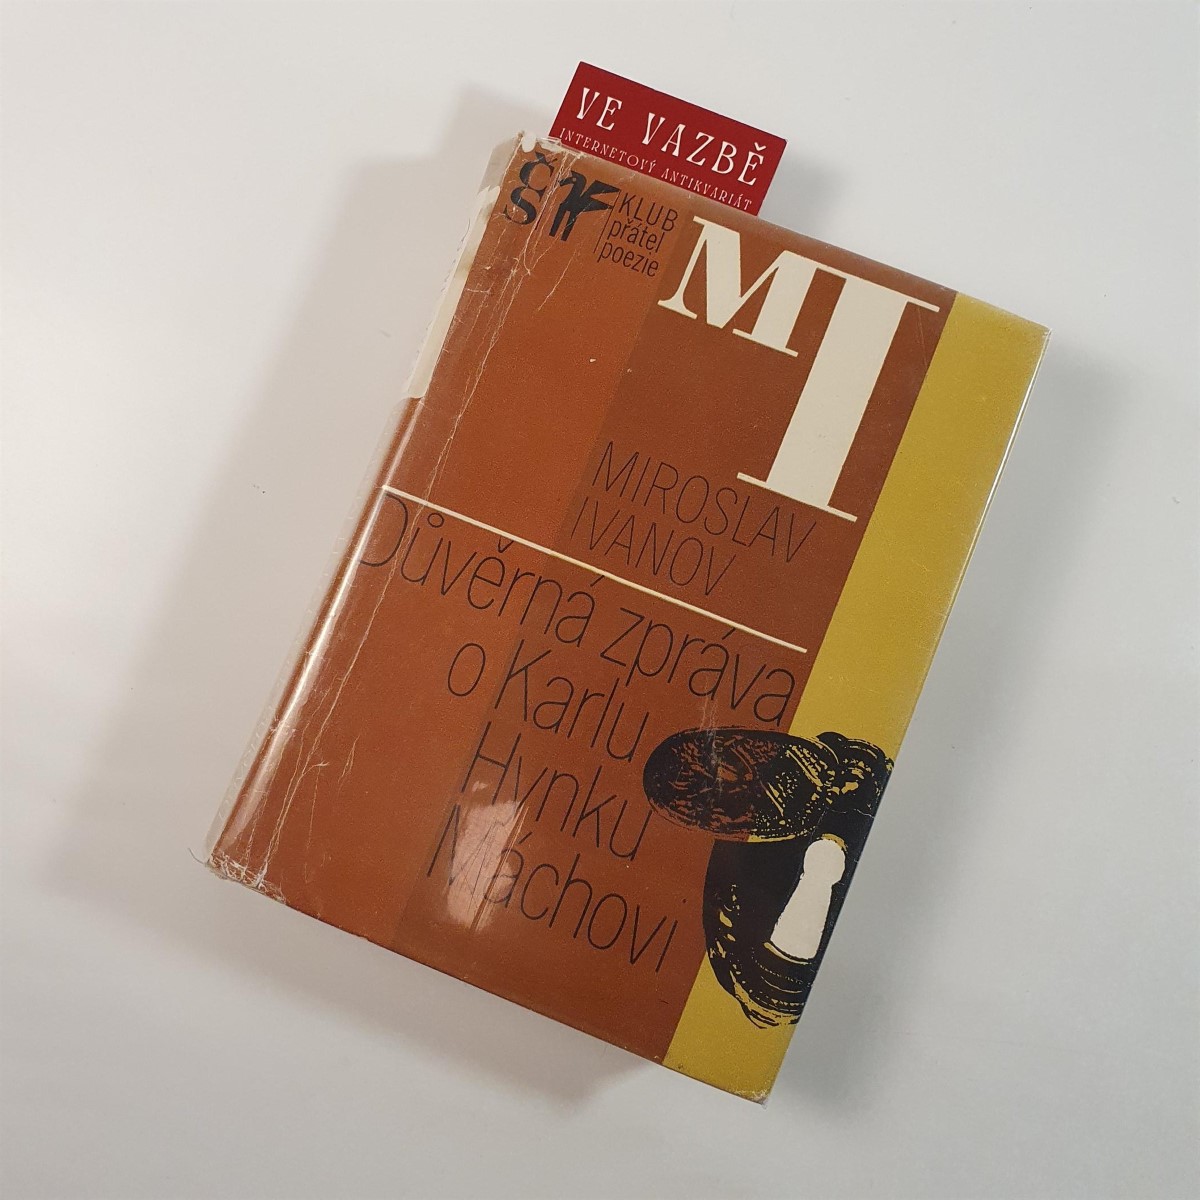 VE VAZBĚ
INTERNETOVÝ ANTIKVARIÁT
Čs
KLUB
přátel
poezie
MI
MIROSLAV
IVANOV
Důvěrná zpráva
o Karlu
Hynku
Máchovi